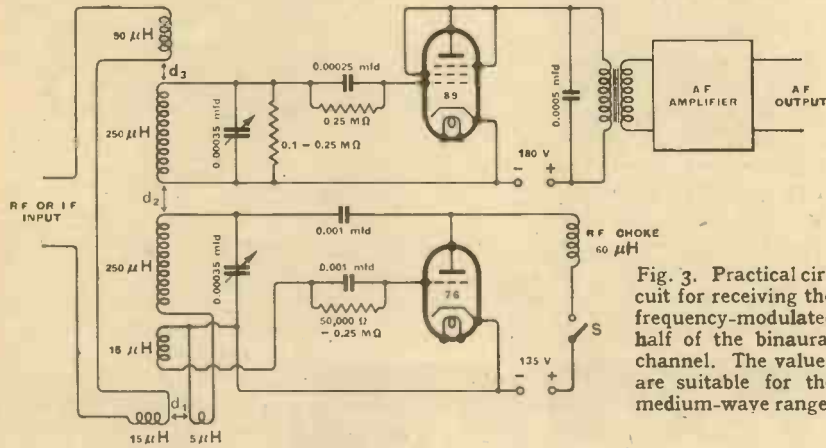 90 μH
d3
250 μH
0.00035 mfd
0.1 – 0.25 MΩ
0.00025 mfd
0.25 MΩ
89
0.0005 mfd
A F
AMPLIFIER
A F
OUTPUT
180 V
– +
RF OR I F
INPUT
d2
250 μH
0.00035 mfd
0.001 mfd
0.001 mfd
50,000 Ω
– 0.25 MΩ
76
RF CHOKE
60 μH
S
135 V
– +
16 μH
d1
15 μH
5 μH
Fig. 3. Practical cir
cuit for receiving the
frequency-modulated
half of the binaura
channel. The value
are suitable for the
medium-wave range